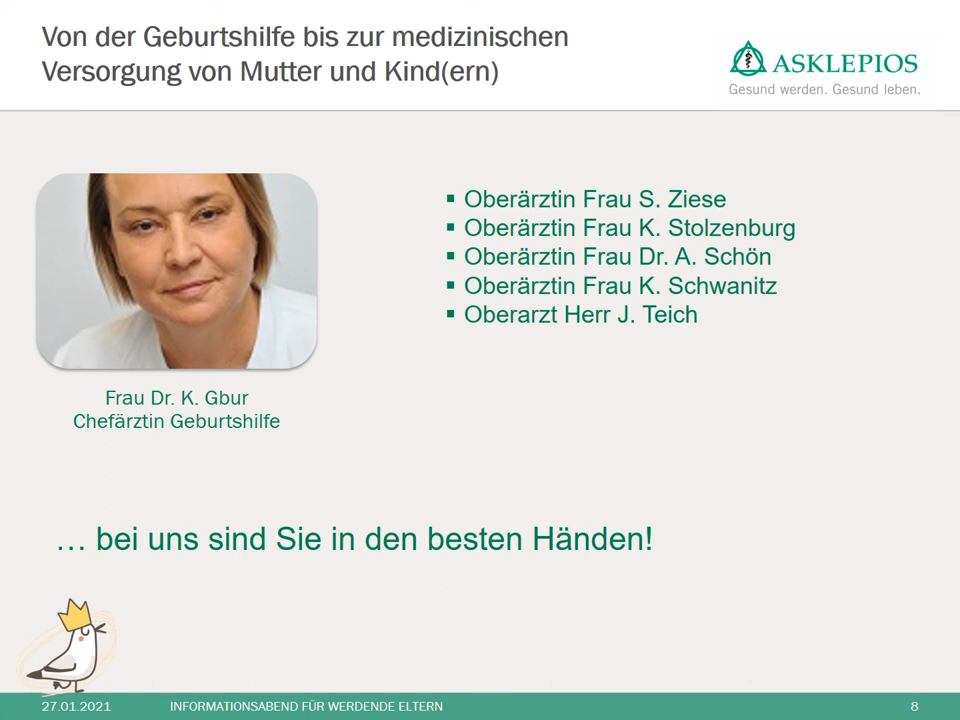 Von der Geburtshilfe bis zur medizinischen
Versorgung von Mutter und Kind(ern)
ASKLEPIOS
Gesund werden. Gesund leben.
▪ Oberärztin Frau S. Ziese
▪ Oberärztin Frau K. Stolzenburg
▪ Oberärztin Frau Dr. A. Schön
▪ Oberärztin Frau K. Schwanitz
▪ Oberarzt Herr J. Teich
Frau Dr. K. Gbur
Chefärztin Geburtshilfe
… bei uns sind Sie in den besten Händen!
27.01.2021 INFORMATIONSABEND FÜR WERDENDE ELTERN 8